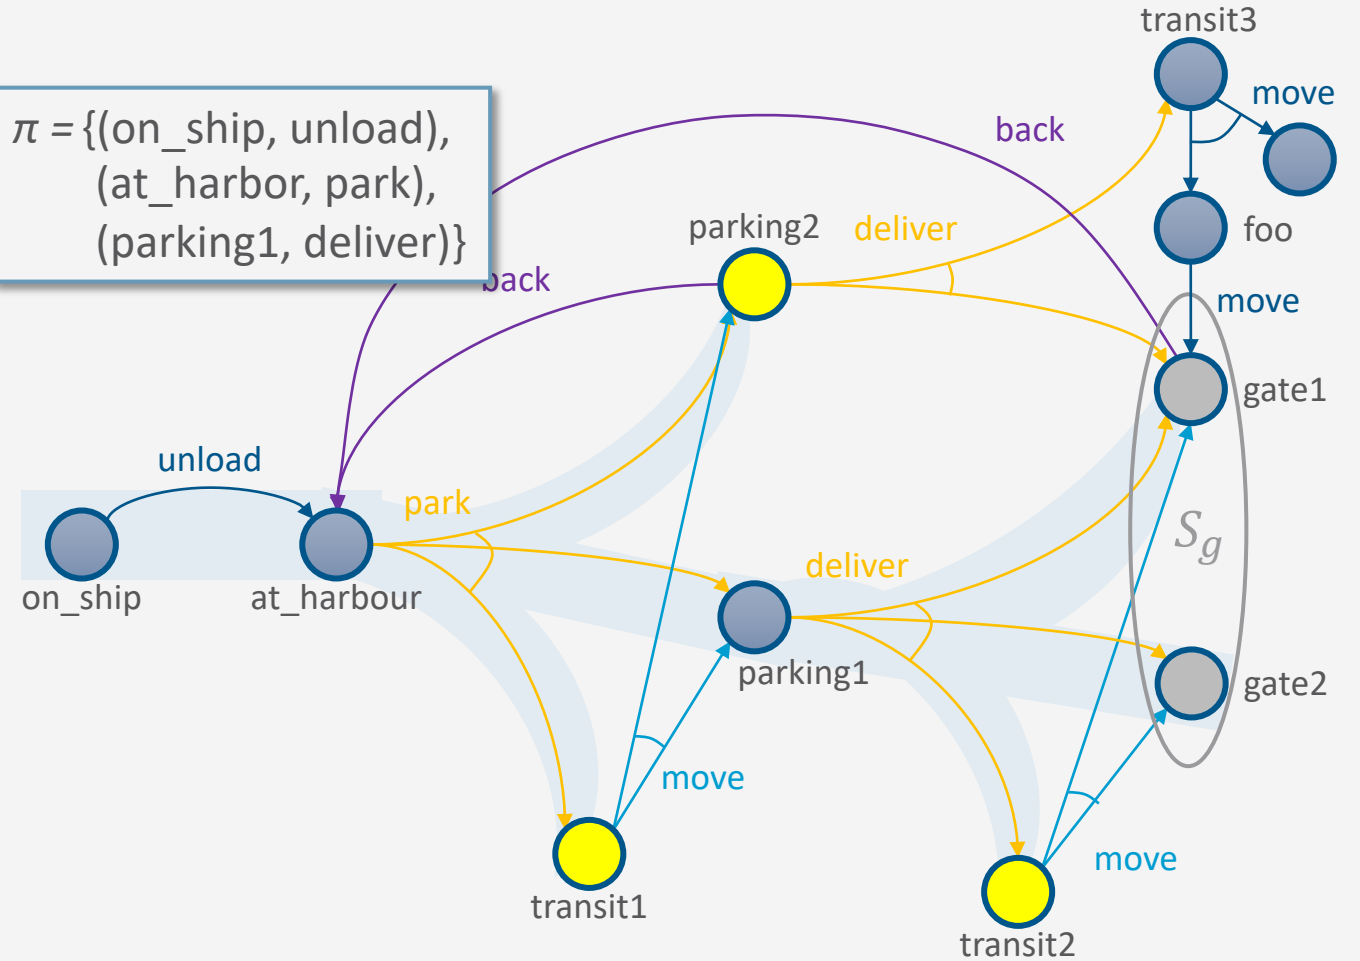 transit3
π = {(on_ship, unload),
(at_harbor, park),
(parking1, deliver)}
move
back
parking2
deliver
foo
back
move
gate1
unload
park
S_g
deliver
on_ship
at_harbour
parking1
gate2
move
move
transit1
transit2